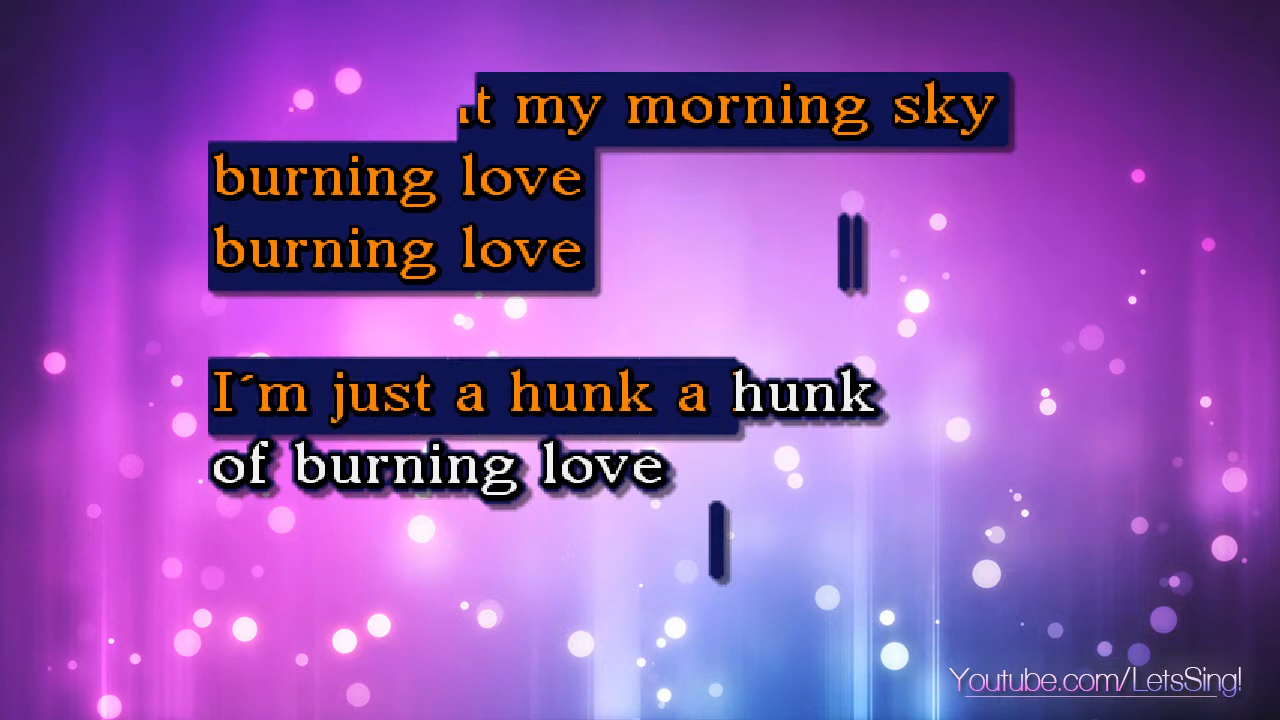 my morning sky
burning love
burning love
I´m just a hunk a hunk
of burning love
Youtube.com/LetsSing!